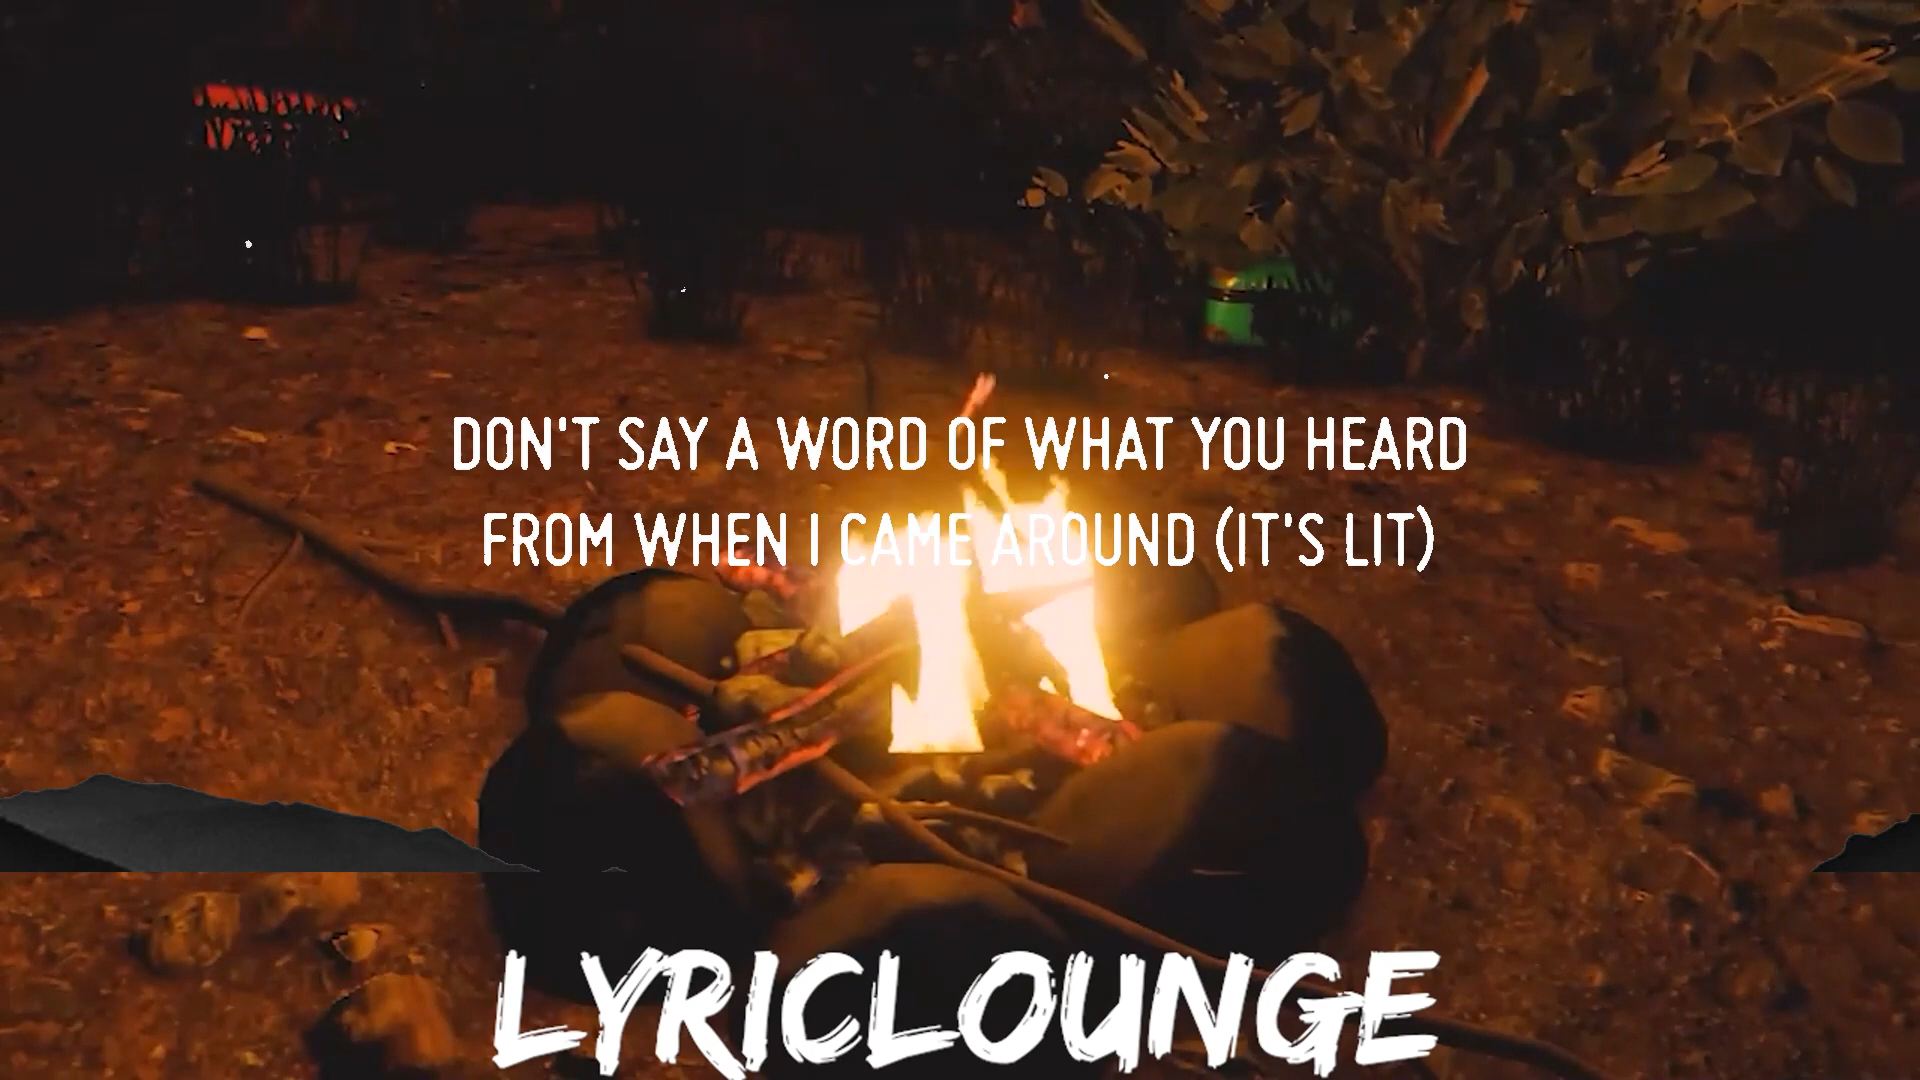 DON'T SAY A WORD OF WHAT YOU HEARD
FROM WHEN I CAME AROUND (IT'S LIT)
LYRICLOUNGE